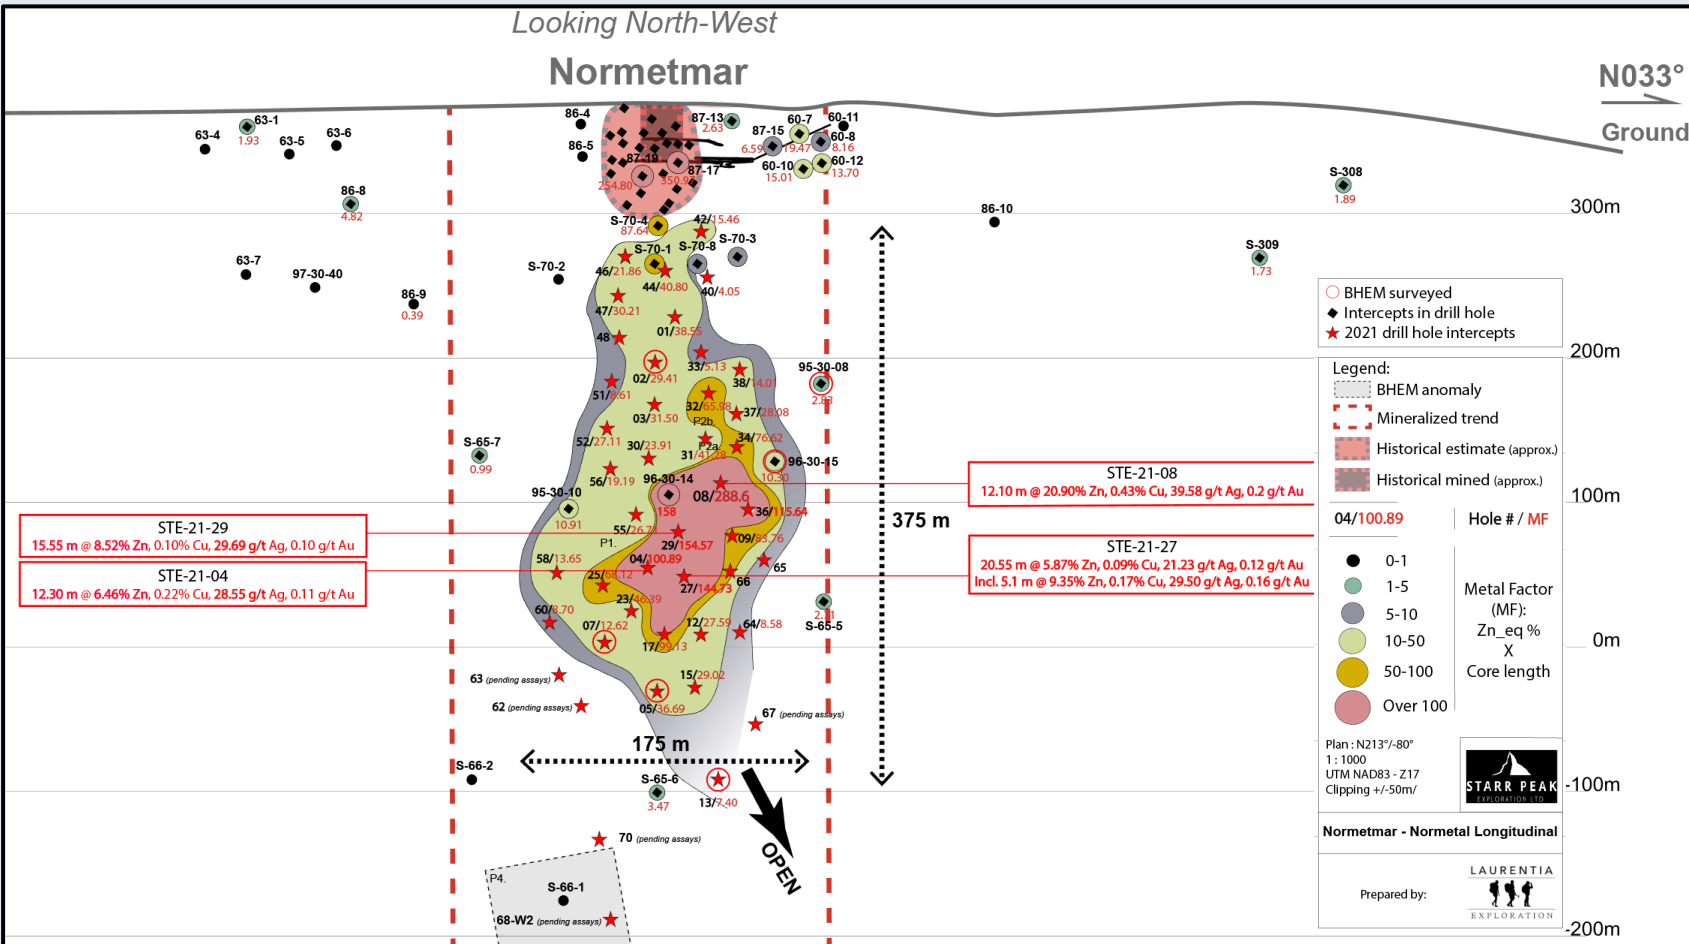 Looking North-West
Normetmar
N033°
Ground
63-1
1.93
63-4
63-5
63-6
86-4
86-5
87-13
2.63
87-15
6.59
60-7
19.47
60-11
60-8
8.16
60-10
15.01
60-12
13.70
87-19
254.80
87-17
86-8
4.82
S-308
1.89
300m
86-10
S-309
1.73
S-70-4
87.64
42/15.46
S-70-1
S-70-8
S-70-3
S-70-2
63-7
97-30-40
86-9
0.39
46/21.86
44/40.80
40/4.05
47/30.21
01/38.55
48
200m
33/5.13
02/29.41
38/14.01
95-30-08
2.83
51/8.61
32/65.98
03/31.50
37/28.08
P2b.
52/27.11
30/23.91
34/76.62
P2a.
31/41.28
S-65-7
0.99
96-30-15
10.30
56/19.19
96-30-14
158
08/288.6
95-30-10
10.91
100m
36/115.64
55/26.71
P1.
29/154.57
09/83.76
58/13.65
04/100.89
65
25/68.12
27/144.73
66
23/46.39
60/8.70
07/12.62
12/27.59
64/8.58
S-65-5
17/99.13
0m
15/29.02
05/36.69
63 (pending assays)
62 (pending assays)
67 (pending assays)
375 m
175 m
S-66-2
S-65-6
3.47
13/7.40
-100m
OPEN
70 (pending assays)
P4.
S-66-1
68-W2 (pending assays)
-200m
STE-21-29
15.55 m @ 8.52% Zn, 0.10% Cu, 29.69 g/t Ag, 0.10 g/t Au
STE-21-04
12.30 m @ 6.46% Zn, 0.22% Cu, 28.55 g/t Ag, 0.11 g/t Au
STE-21-08
12.10 m @ 20.90% Zn, 0.43% Cu, 39.58 g/t Ag, 0.2 g/t Au
STE-21-27
20.55 m @ 5.87% Zn, 0.09% Cu, 21.23 g/t Ag, 0.12 g/t Au
Incl. 5.1 m @ 9.35% Zn, 0.17% Cu, 29.50 g/t Ag, 0.16 g/t Au
BHEM surveyed
Intercepts in drill hole
2021 drill hole intercepts
Legend:
BHEM anomaly
Mineralized trend
Historical estimate (approx.)
Historical mined (approx.)
04/100.89
Hole # / MF
0-1
1-5
5-10
10-50
50-100
Over 100
Metal Factor
(MF):
Zn_eq %
X
Core length
Plan : N213°/-80°
1 : 1000
UTM NAD83 - Z17
Clipping +/-50m/
STARR PEAK
EXPLORATION LTD
Normetmar - Normetal Longitudinal
Prepared by:
LAURENTIA
EXPLORATION